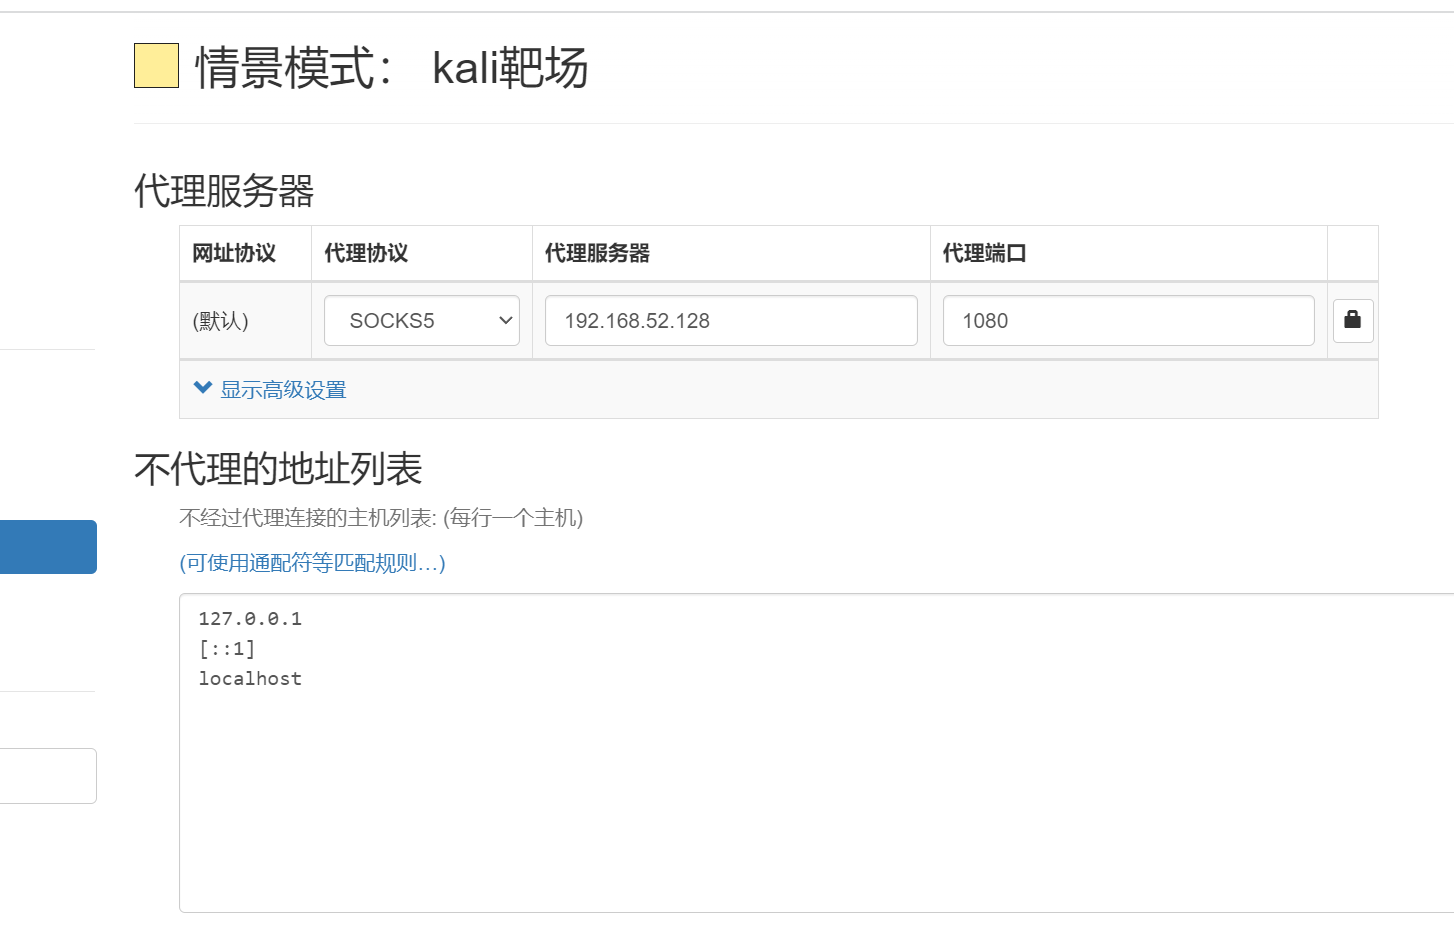 情景模式： kali靶场
代理服务器
网址协议 代理协议 代理服务器 代理端口
(默认) SOCKS5 192.168.52.128 1080
显示高级设置
不代理的地址列表
不经过代理连接的主机列表: (每行一个主机)
(可使用通配符等匹配规则…)
127.0.0.1
[::1]
localhost